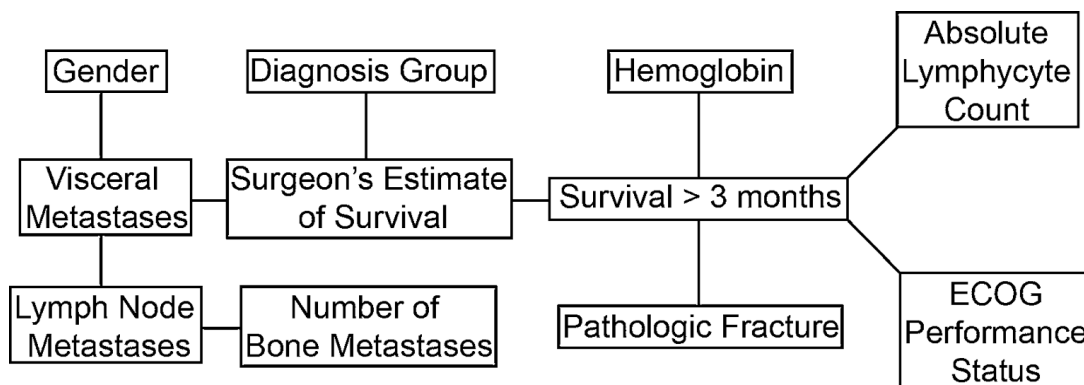 Gender
Diagnosis Group
Hemoglobin
Absolute
Lymphycyte
Count
Visceral
Metastases
Surgeon's Estimate
of Survival
Survival > 3 months
Lymph Node
Metastases
Number of
Bone Metastases
Pathologic Fracture
ECOG
Performance
Status